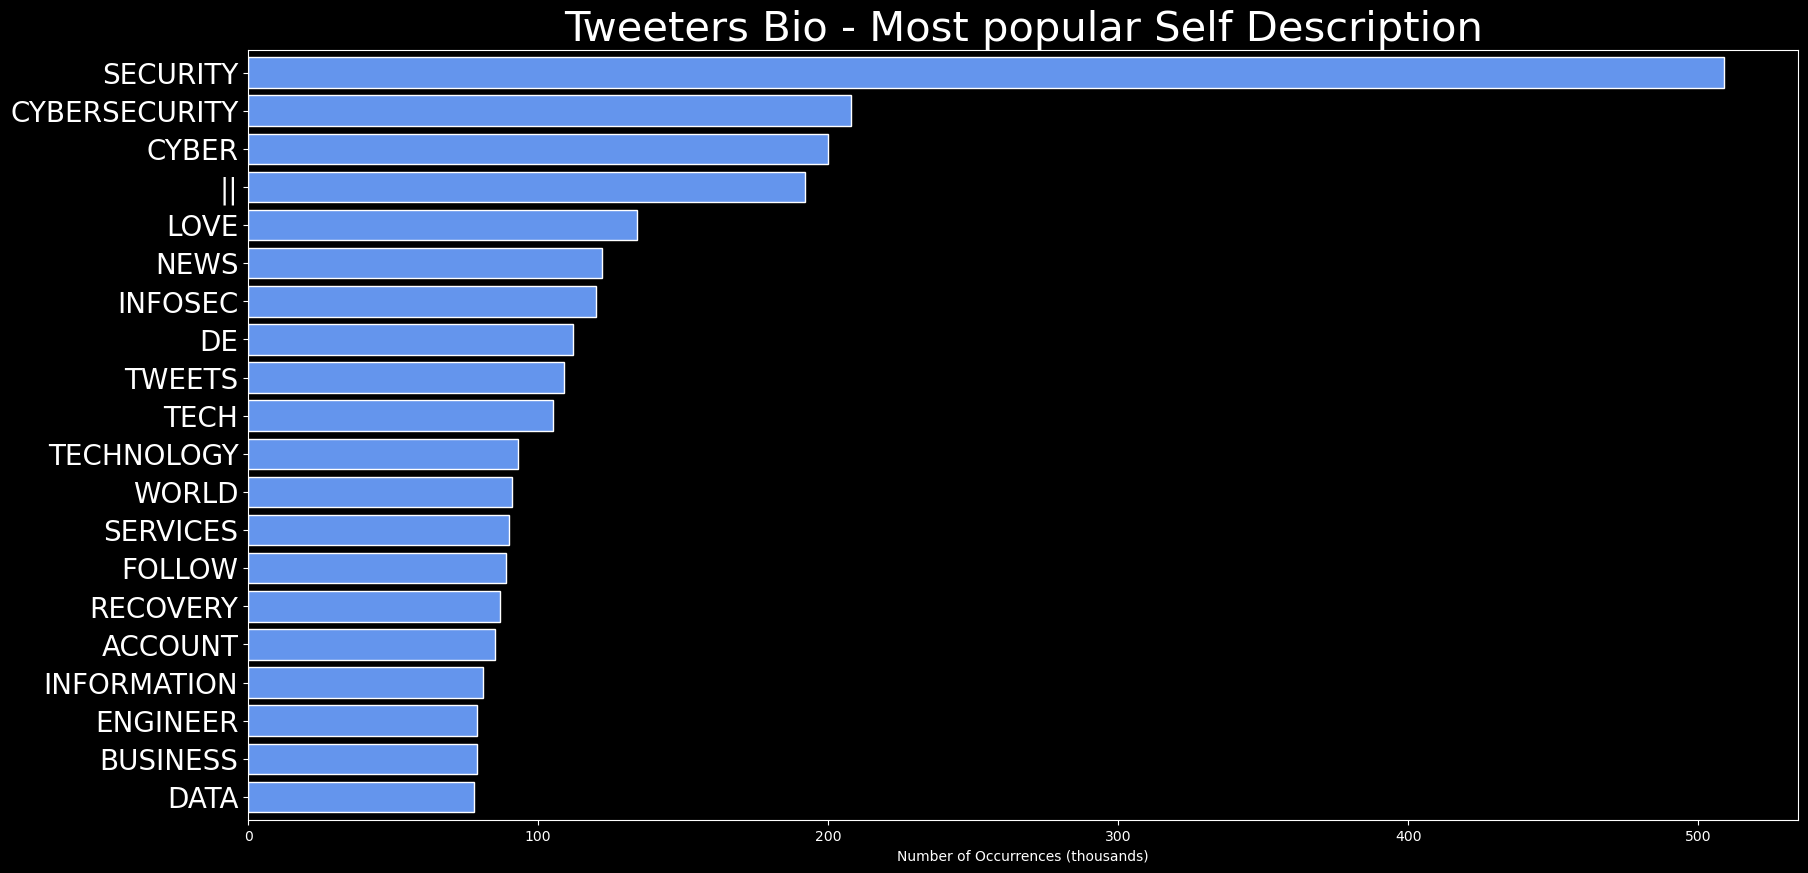 Tweeters Bio - Most popular Self Description
SECURITY
CYBERSECURITY
CYBER
||
LOVE
NEWS
INFOSEC
DE
TWEETS
TECH
TECHNOLOGY
WORLD
SERVICES
FOLLOW
RECOVERY
ACCOUNT
INFORMATION
ENGINEER
BUSINESS
DATA
0 100 200 300 400 500
Number of Occurrences (thousands)